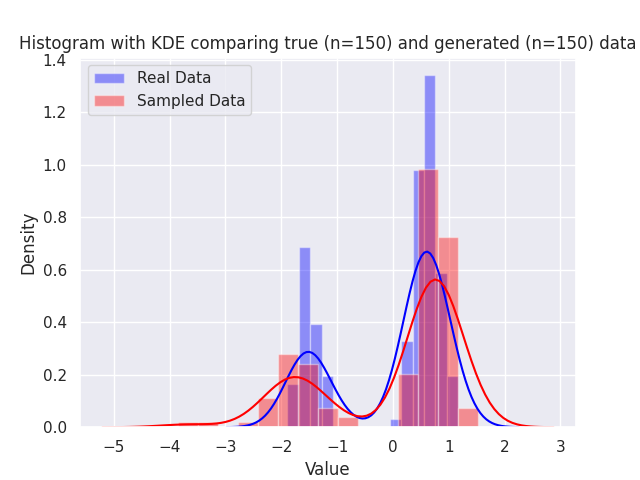 Histogram with KDE comparing true (n=150) and generated (n=150) data
Real Data
Sampled Data
1.4
1.2
1.0
0.8
0.6
0.4
0.2
0.0
Density
−5 −4 −3 −2 −1 0 1 2 3
Value